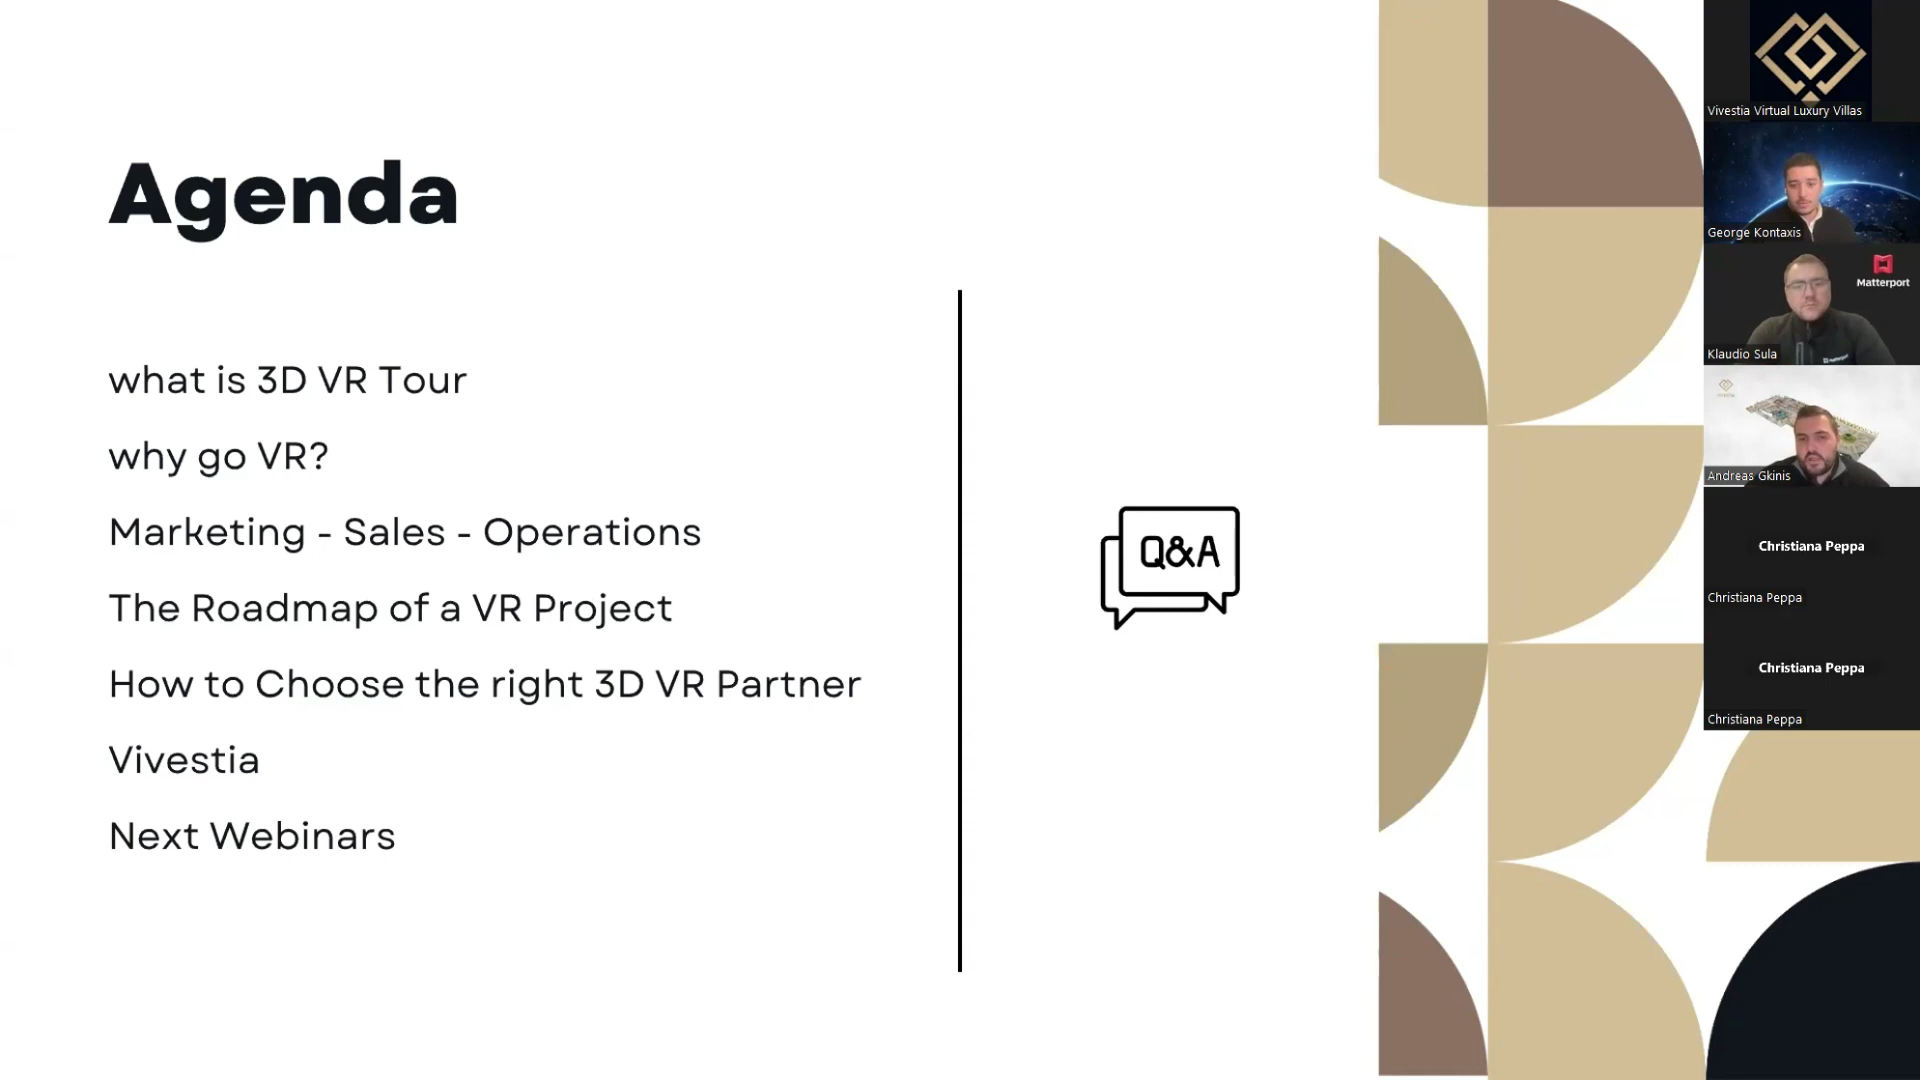 Agenda
what is 3D VR Tour
why go VR?
Marketing - Sales - Operations
The Roadmap of a VR Project
How to Choose the right 3D VR Partner
Vivestia
Next Webinars
Q&A
Vivestia Virtual Luxury Villas
George Kontaxis
Matterport
Klaudio Sula
Andreas Gkinis
Christiana Peppa
Christiana Peppa
Christiana Peppa
Christiana Peppa